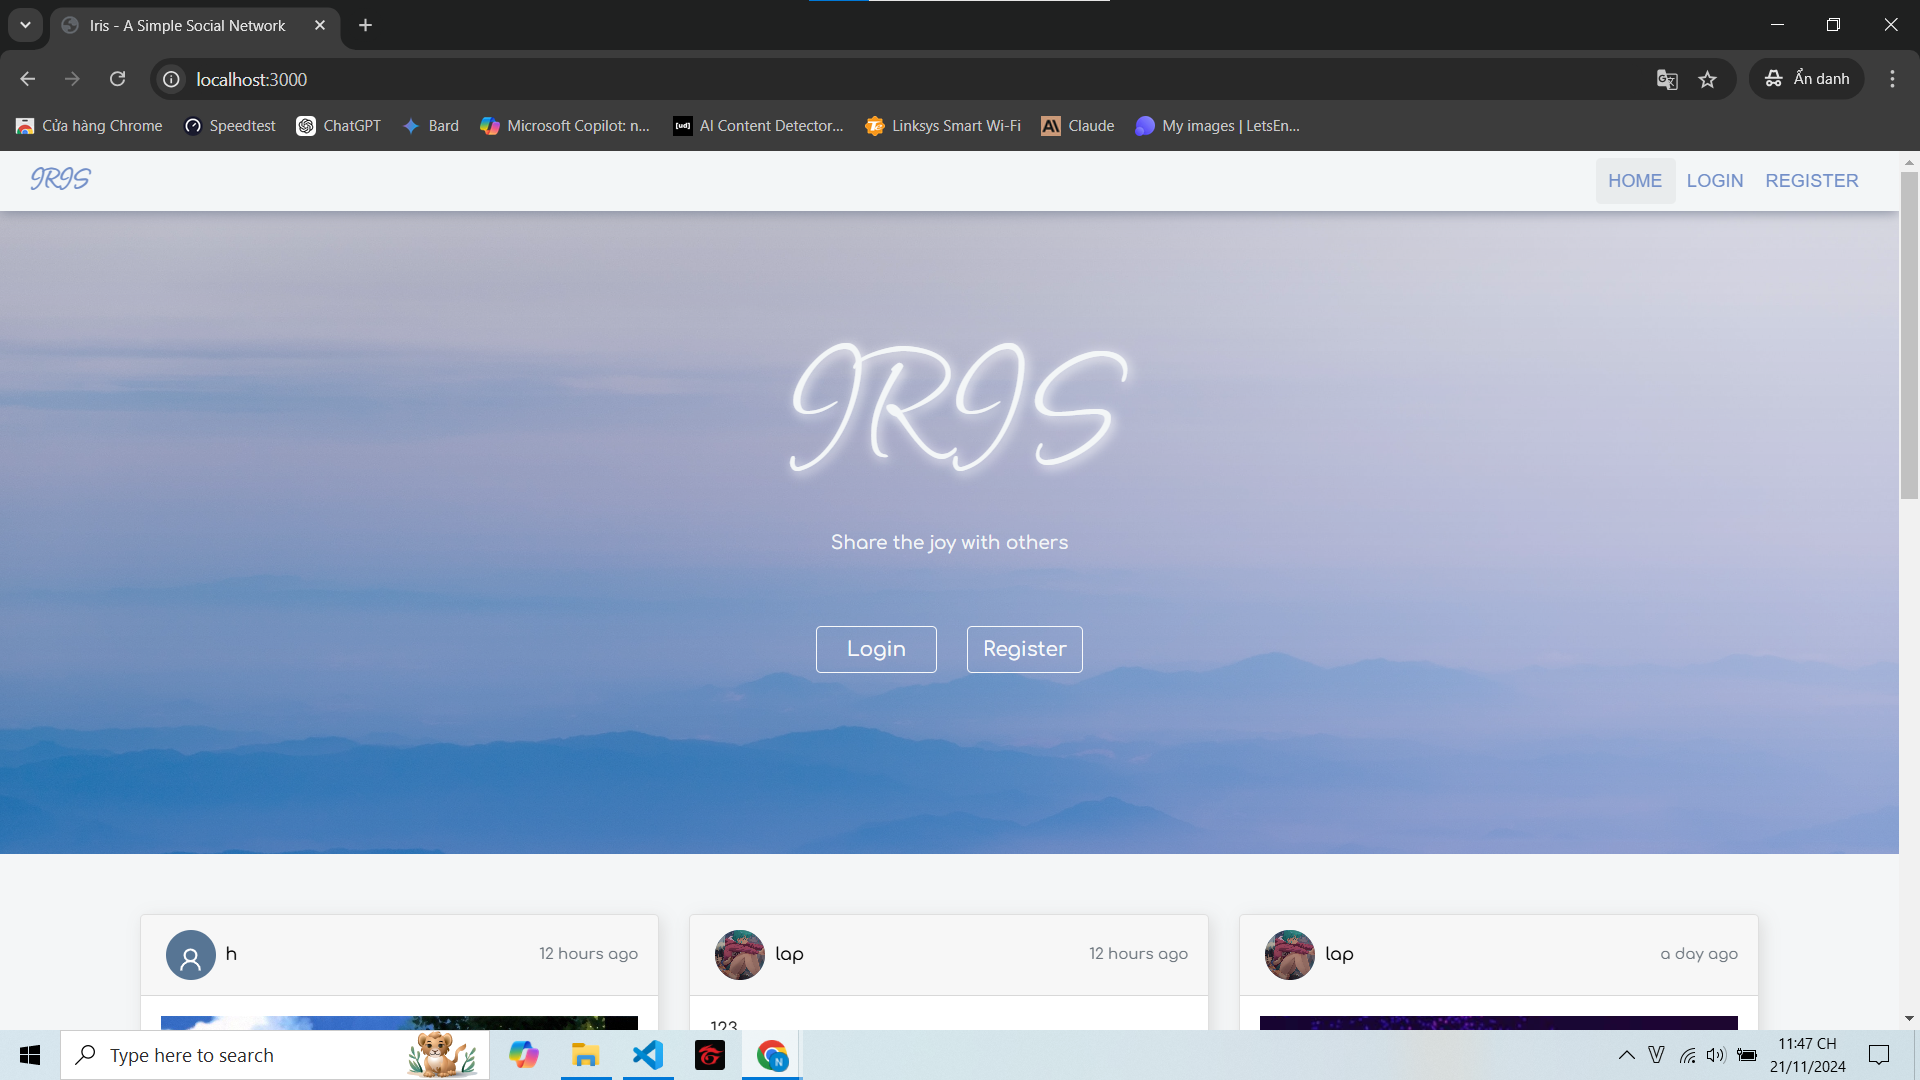 Iris - A Simple Social Network
localhost:3000
Ẩn danh
Cửa hàng Chrome
Speedtest
ChatGPT
Bard
Microsoft Copilot: n...
[ud]
AI Content Detector...
Linksys Smart Wi-Fi
Claude
My images | LetsEn...
IRIS
HOME
LOGIN
REGISTER
IRIS
Share the joy with others
Login
Register
h
12 hours ago
lap
12 hours ago
lap
a day ago
123
Type here to search
N
11:47 CH
21/11/2024